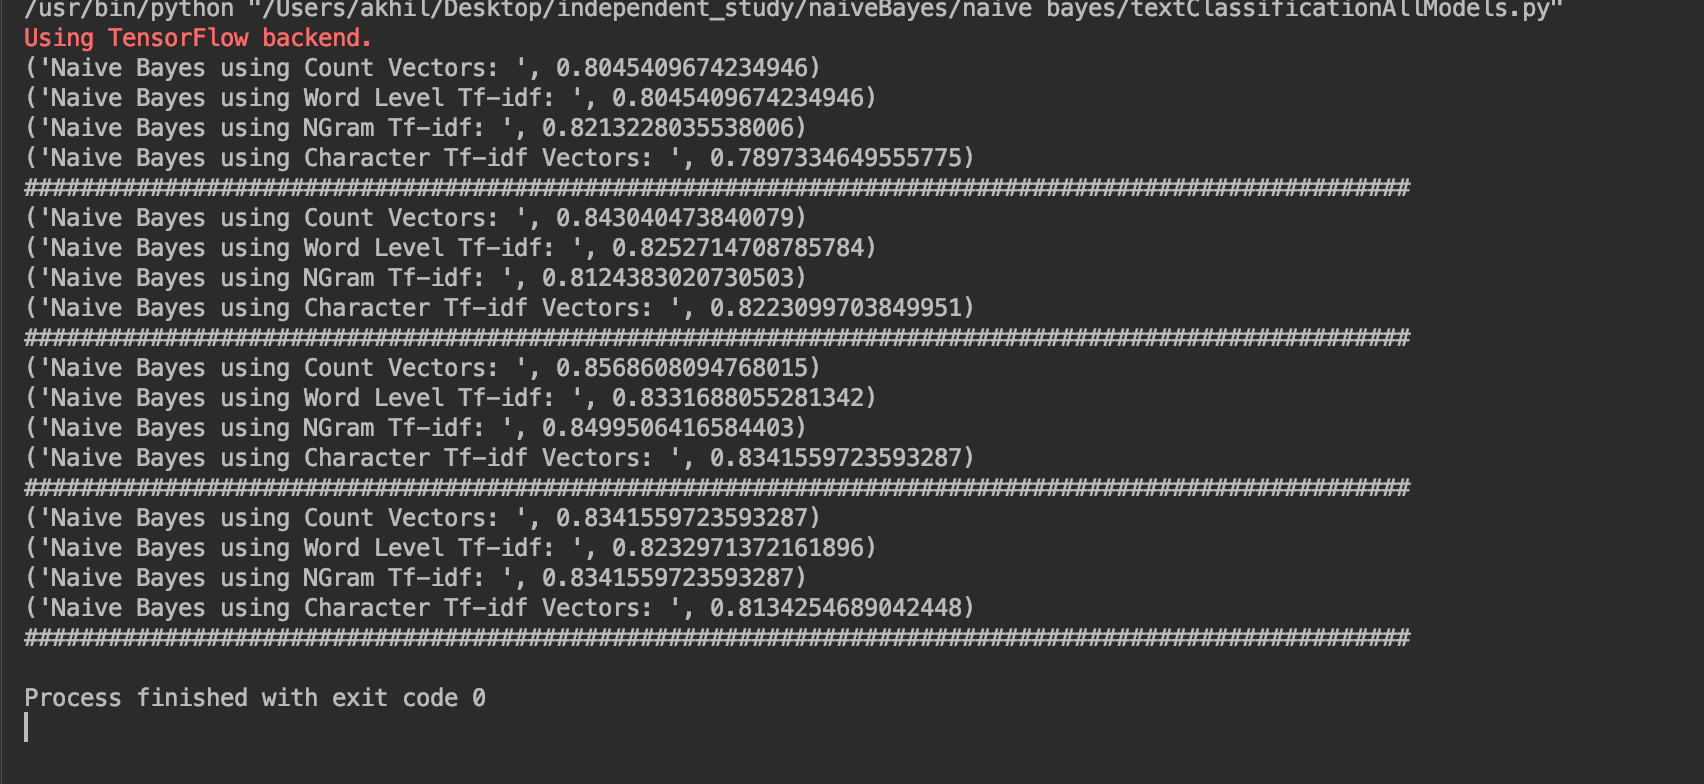 /usr/bin/python "/Users/akhil/Desktop/independent_study/naiveBayes/naive bayes/textClassificationAllModels.py"
Using TensorFlow backend.
('Naive Bayes using Count Vectors: ', 0.8045409674234946)
('Naive Bayes using Word Level Tf-idf: ', 0.8045409674234946)
('Naive Bayes using NGram Tf-idf: ', 0.8213228035538006)
('Naive Bayes using Character Tf-idf Vectors: ', 0.7897334649555775)
###################################################################################################
('Naive Bayes using Count Vectors: ', 0.843040473840079)
('Naive Bayes using Word Level Tf-idf: ', 0.8252714708785784)
('Naive Bayes using NGram Tf-idf: ', 0.8124383020730503)
('Naive Bayes using Character Tf-idf Vectors: ', 0.8223099703849951)
###################################################################################################
('Naive Bayes using Count Vectors: ', 0.8568608094768015)
('Naive Bayes using Word Level Tf-idf: ', 0.8331688055281342)
('Naive Bayes using NGram Tf-idf: ', 0.8499506416584403)
('Naive Bayes using Character Tf-idf Vectors: ', 0.8341559723593287)
###################################################################################################
('Naive Bayes using Count Vectors: ', 0.8341559723593287)
('Naive Bayes using Word Level Tf-idf: ', 0.8232971372161896)
('Naive Bayes using NGram Tf-idf: ', 0.8341559723593287)
('Naive Bayes using Character Tf-idf Vectors: ', 0.8134254689042448)
###################################################################################################
Process finished with exit code 0